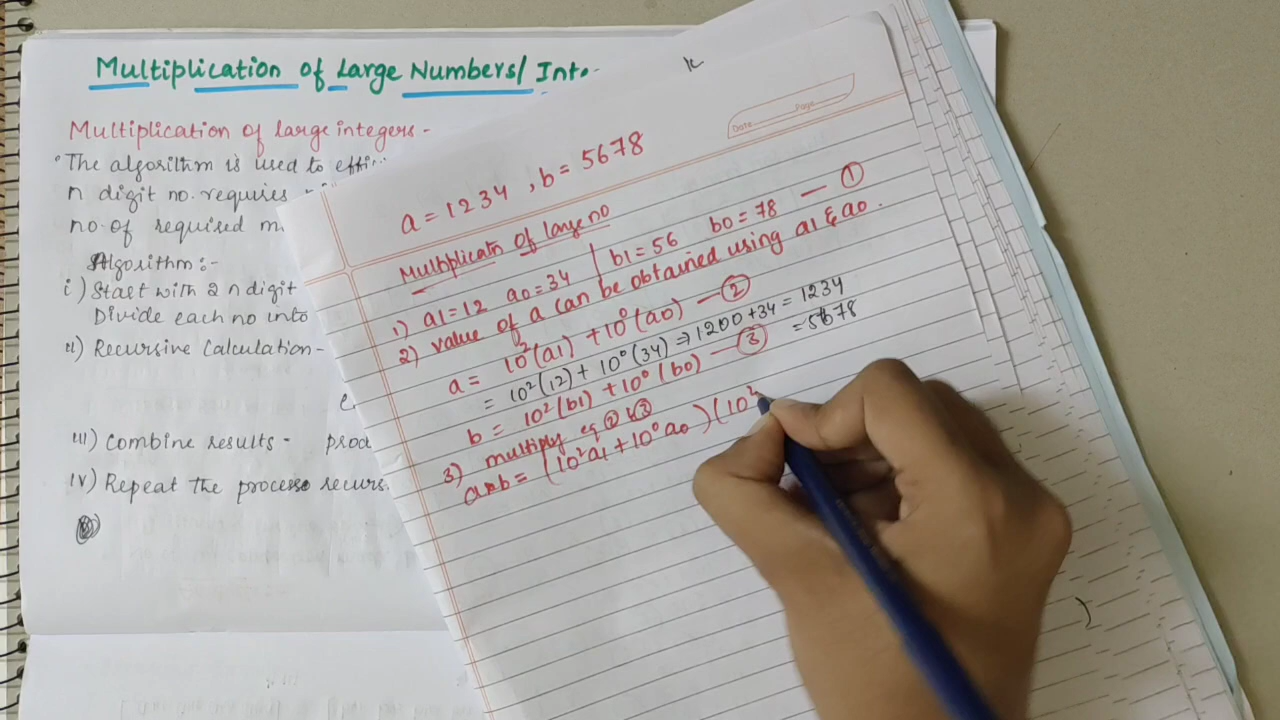 Multiplication of Large Numbers/ Inte
Multiplication of large integers -
The algorithm is used to effi
n digit no. requires
no. of required m.
Algorithm :-
i) Start with 2 n digit
Divide each no into
ii) Recursive Calculation -
iii) Combine results - prod
iv) Repeat the process recurs.
Date Page
a = 1234 , b = 5678
Multiplicatn of large no
1) a1 = 12 a0 = 34 | b1 = 56 b0 = 78 — ①
2) value of a can be obtained using a1 & a0 .
a = 10²(a1) + 10⁰(a0) — ②
= 10²(12) + 10⁰(34) ⇒ 1200 + 34 = 1234
b = 10²(b1) + 10⁰(b0) — ③ = 5678
3) multiply eq ② & ③
a*b = (10²a1 + 10⁰a0)(10²